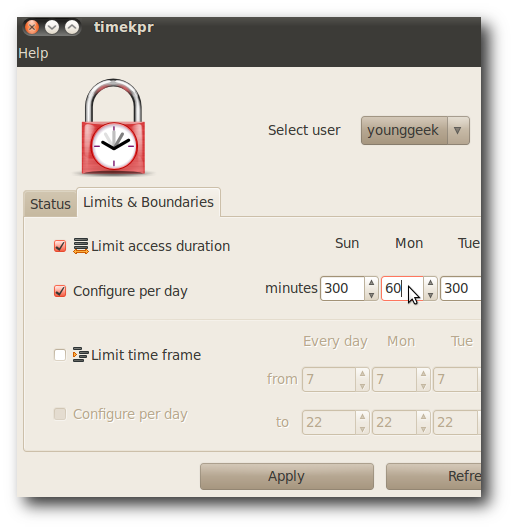 timekpr
Help
Select user younggeek
Status Limits & Boundaries
Limit access duration Sun Mon Tue
Configure per day minutes 300 60 300
Limit time frame Every day Mon Tue
from 7 7 7
Configure per day to 22 22 22
Apply Refre